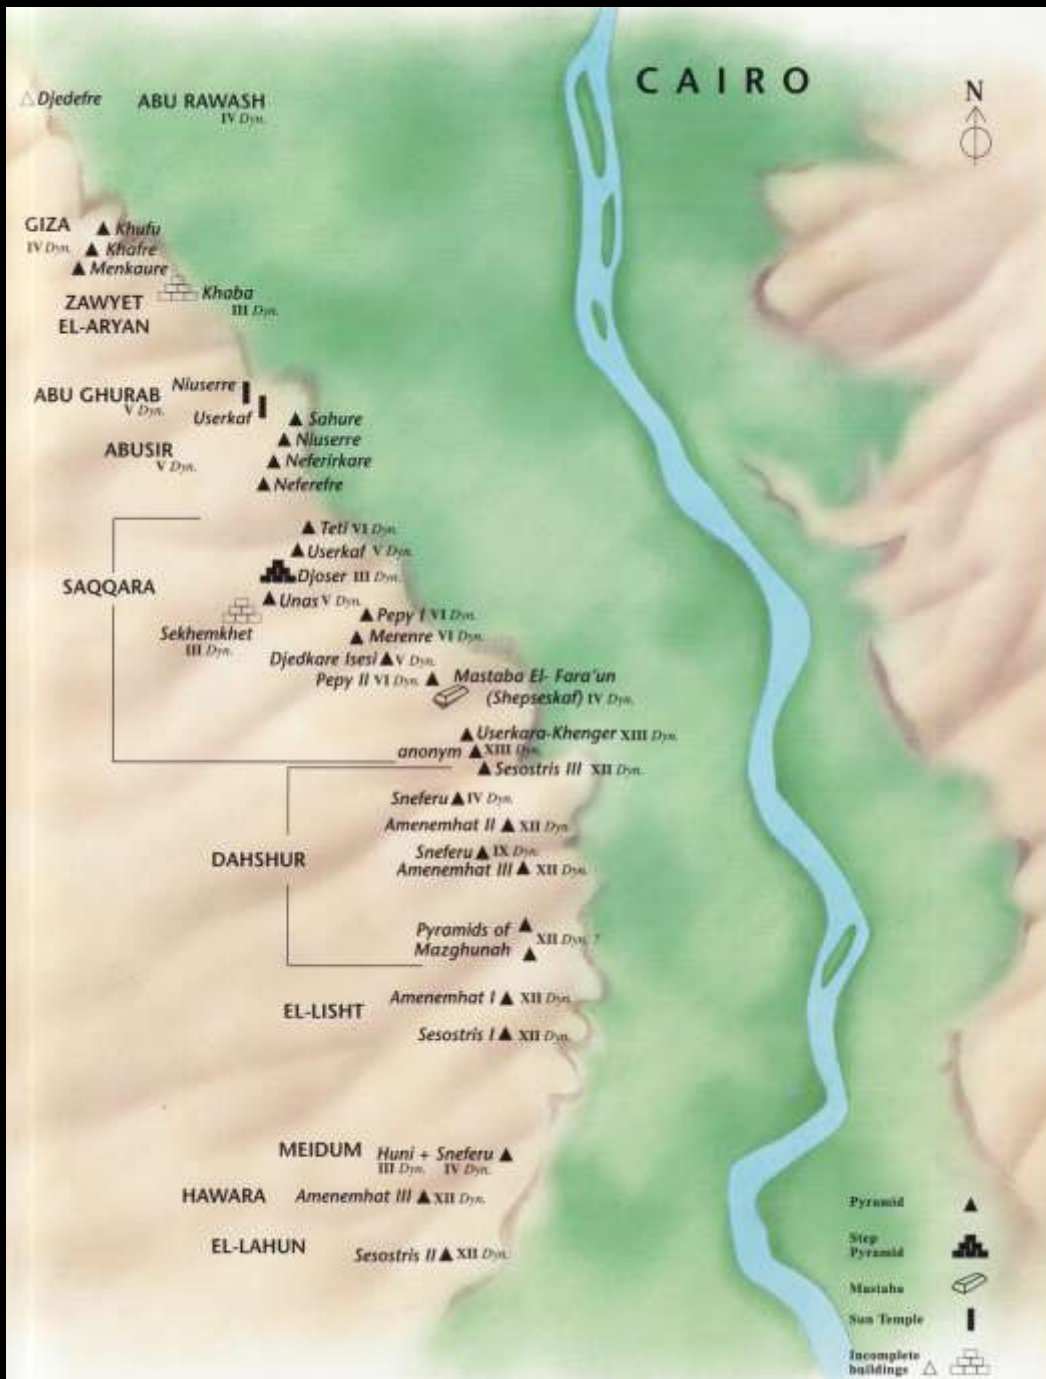 CAIRO
N
Djedefre ABU RAWASH
IV Dyn.
GIZA
IV Dyn.
Khufu
Khafre
Menkaure
ZAWYET
EL-ARYAN
Khaba
III Dyn.
ABU GHURAB
V Dyn.
Niuserre
Userkaf
Sahure
Niuserre
Neferirkare
Neferefre
ABUSIR
V Dyn.
SAQQARA
Teti VI Dyn.
Userkaf V Dyn.
Djoser III Dyn.
Unas V Dyn.
Sekhemkhet
III Dyn.
Pepy I VI Dyn.
Merenre VI Dyn.
Djedkare Isesi V Dyn.
Pepy II VI Dyn.
Mastaba El- Fara'un
(Shepseskaf) IV Dyn.
Userkara-Khenger XIII Dyn.
anonym XIII Dyn.
Sesostris III XII Dyn.
DAHSHUR
Sneferu IV Dyn.
Amenemhat II XII Dyn
Sneferu IX Dyn.
Amenemhat III XII Dyn.
Pyramids of
Mazghunah
XII Dyn. ?
EL-LISHT
Amenemhat I XII Dyn.
Sesostris I XII Dyn.
MEIDUM Huni + Sneferu
III Dyn. IV Dyn.
HAWARA Amenemhat III XII Dyn.
EL-LAHUN Sesostris II XII Dyn.
Pyramid
Step
Pyramid
Mastaba
Sun Temple
Incomplete
buildings